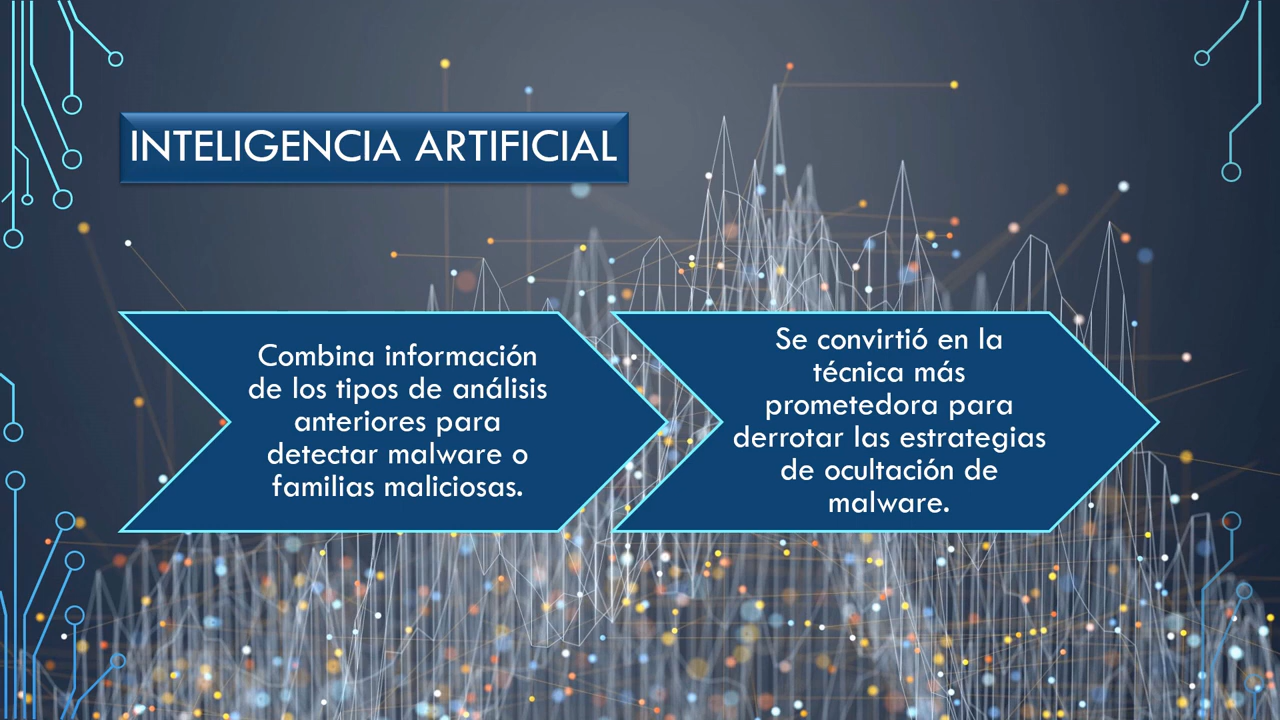 INTELIGENCIA ARTIFICIAL
Combina información
de los tipos de análisis
anteriores para
detectar malware o
familias maliciosas.
Se convirtió en la
técnica más
prometedora para
derrotar las estrategias
de ocultación de
malware.